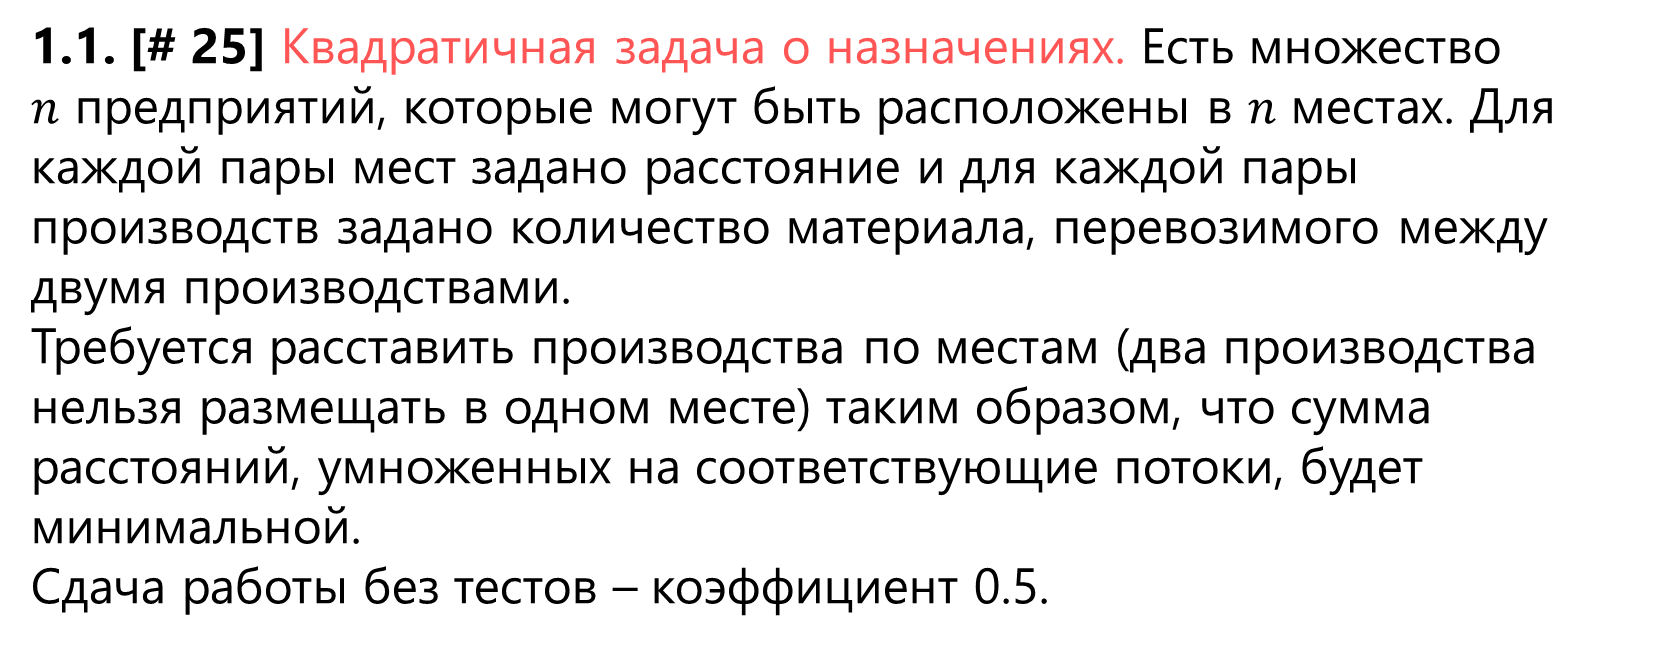 1.1. [# 25] Квадратичная задача о назначениях. Есть множество
n предприятий, которые могут быть расположены в n местах. Для
каждой пары мест задано расстояние и для каждой пары
производств задано количество материала, перевозимого между
двумя производствами.
Требуется расставить производства по местам (два производства
нельзя размещать в одном месте) таким образом, что сумма
расстояний, умноженных на соответствующие потоки, будет
минимальной.
Сдача работы без тестов – коэффициент 0.5.